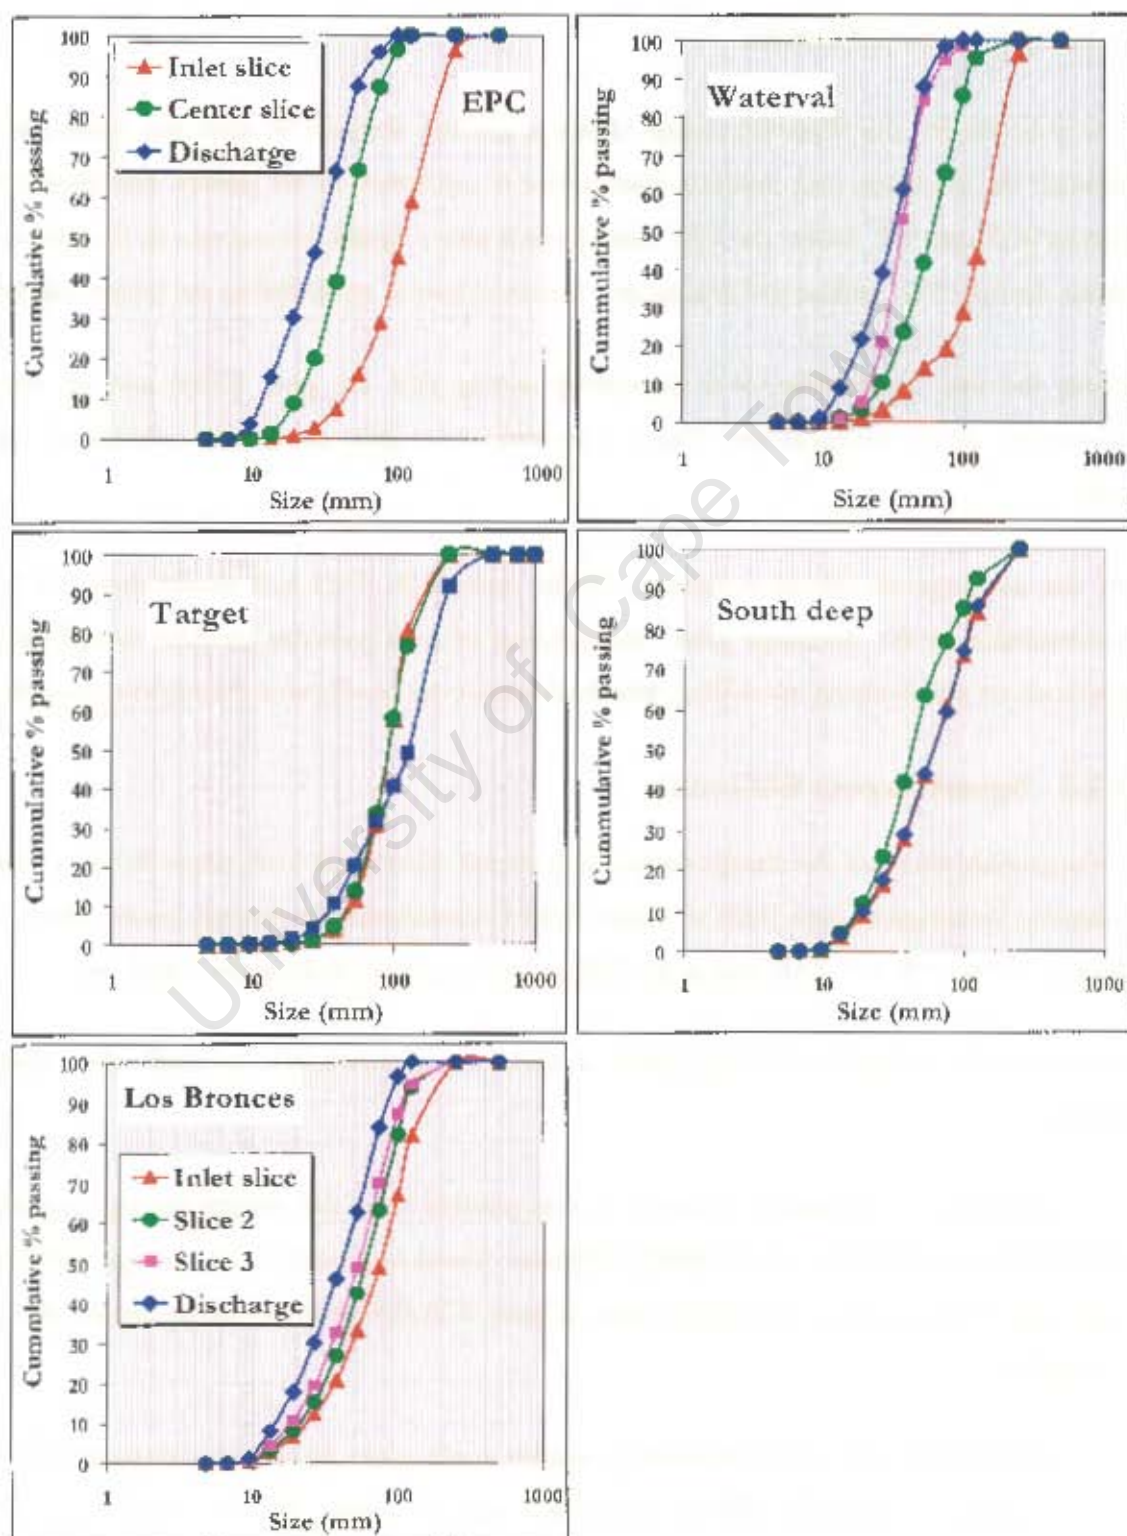 Cummulative % passing
100
90
80
70
60
50
40
30
20
10
0
Inlet slice
Center slice
Discharge
EPC
1 10 100 1000
Size (mm)
Cummulative % passing
100
90
80
70
60
50
40
30
20
10
0
Waterval
1 10 100 1000
Size (mm)
Cummulative % passing
100
90
80
70
60
50
40
30
20
10
0
Target
1 10 100 1000
Size (mm)
Cummulative % passing
100
90
80
70
60
50
40
30
20
10
0
South deep
1 10 100 1000
Size (mm)
Cummulative % passing
100
90
80
70
60
50
40
30
20
10
0
Los Bronces
Inlet slice
Slice 2
Slice 3
Discharge
1 10 100 1000
Size (mm)
University of Cape Town